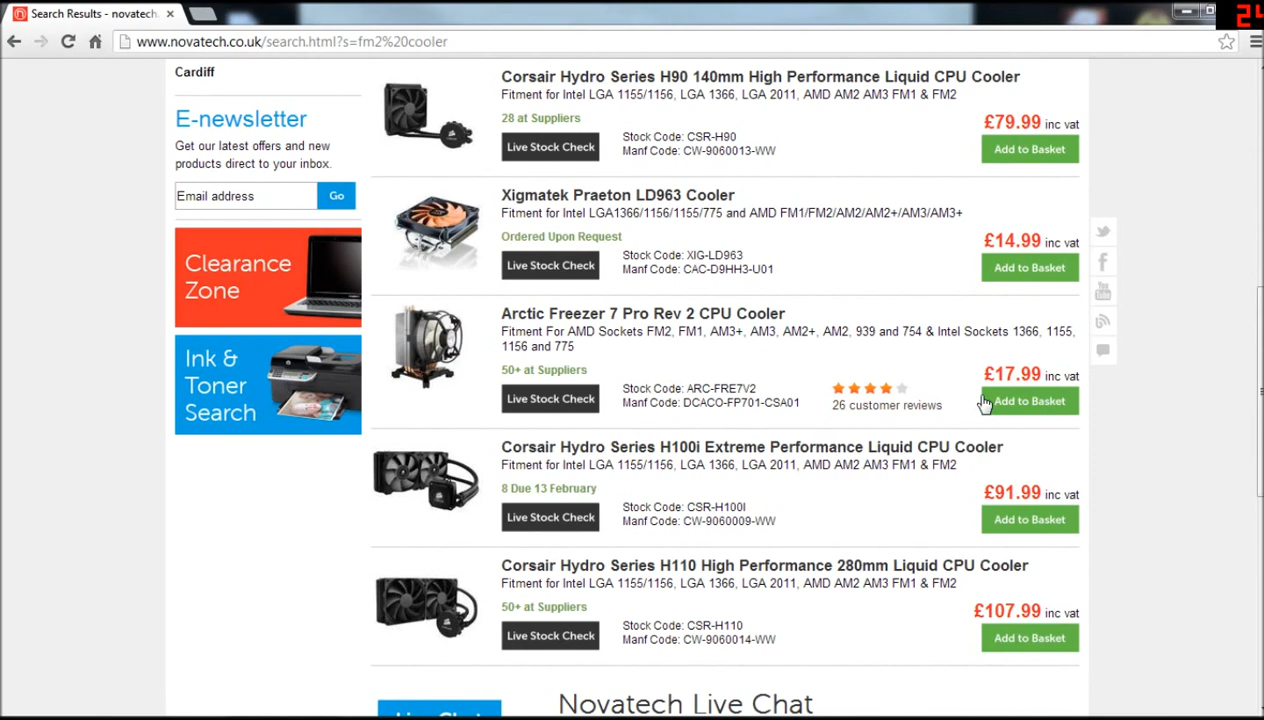 Search Results - novatech.
24
www.novatech.co.uk/search.html?s=fm2%20cooler
Cardiff
E-newsletter
Get our latest offers and new
products direct to your inbox.
Email address
Go
Clearance
Zone
Ink &
Toner
Search
Corsair Hydro Series H90 140mm High Performance Liquid CPU Cooler
Fitment for Intel LGA 1155/1156, LGA 1366, LGA 2011, AMD AM2 AM3 FM1 & FM2
28 at Suppliers
Live Stock Check
Stock Code: CSR-H90
Manf Code: CW-9060013-WW
£79.99 inc vat
Add to Basket
Xigmatek Praeton LD963 Cooler
Fitment for Intel LGA1366/1156/1155/775 and AMD FM1/FM2/AM2/AM2+/AM3/AM3+
Ordered Upon Request
Live Stock Check
Stock Code: XIG-LD963
Manf Code: CAC-D9HH3-U01
£14.99 inc vat
Add to Basket
Arctic Freezer 7 Pro Rev 2 CPU Cooler
Fitment For AMD Sockets FM2, FM1, AM3+, AM3, AM2+, AM2, 939 and 754 & Intel Sockets 1366, 1155,
1156 and 775
50+ at Suppliers
Live Stock Check
Stock Code: ARC-FRE7V2
Manf Code: DCACO-FP701-CSA01
26 customer reviews
£17.99 inc vat
Add to Basket
Corsair Hydro Series H100i Extreme Performance Liquid CPU Cooler
Fitment for Intel LGA 1155/1156, LGA 1366, LGA 2011, AMD AM2 AM3 FM1 & FM2
8 Due 13 February
Live Stock Check
Stock Code: CSR-H100I
Manf Code: CW-9060009-WW
£91.99 inc vat
Add to Basket
Corsair Hydro Series H110 High Performance 280mm Liquid CPU Cooler
Fitment for Intel LGA 1155/1156, LGA 1366, LGA 2011, AMD AM2 AM3 FM1 & FM2
50+ at Suppliers
Live Stock Check
Stock Code: CSR-H110
Manf Code: CW-9060014-WW
£107.99 inc vat
Add to Basket
You
Tube
Live Chat
Novatech Live Chat